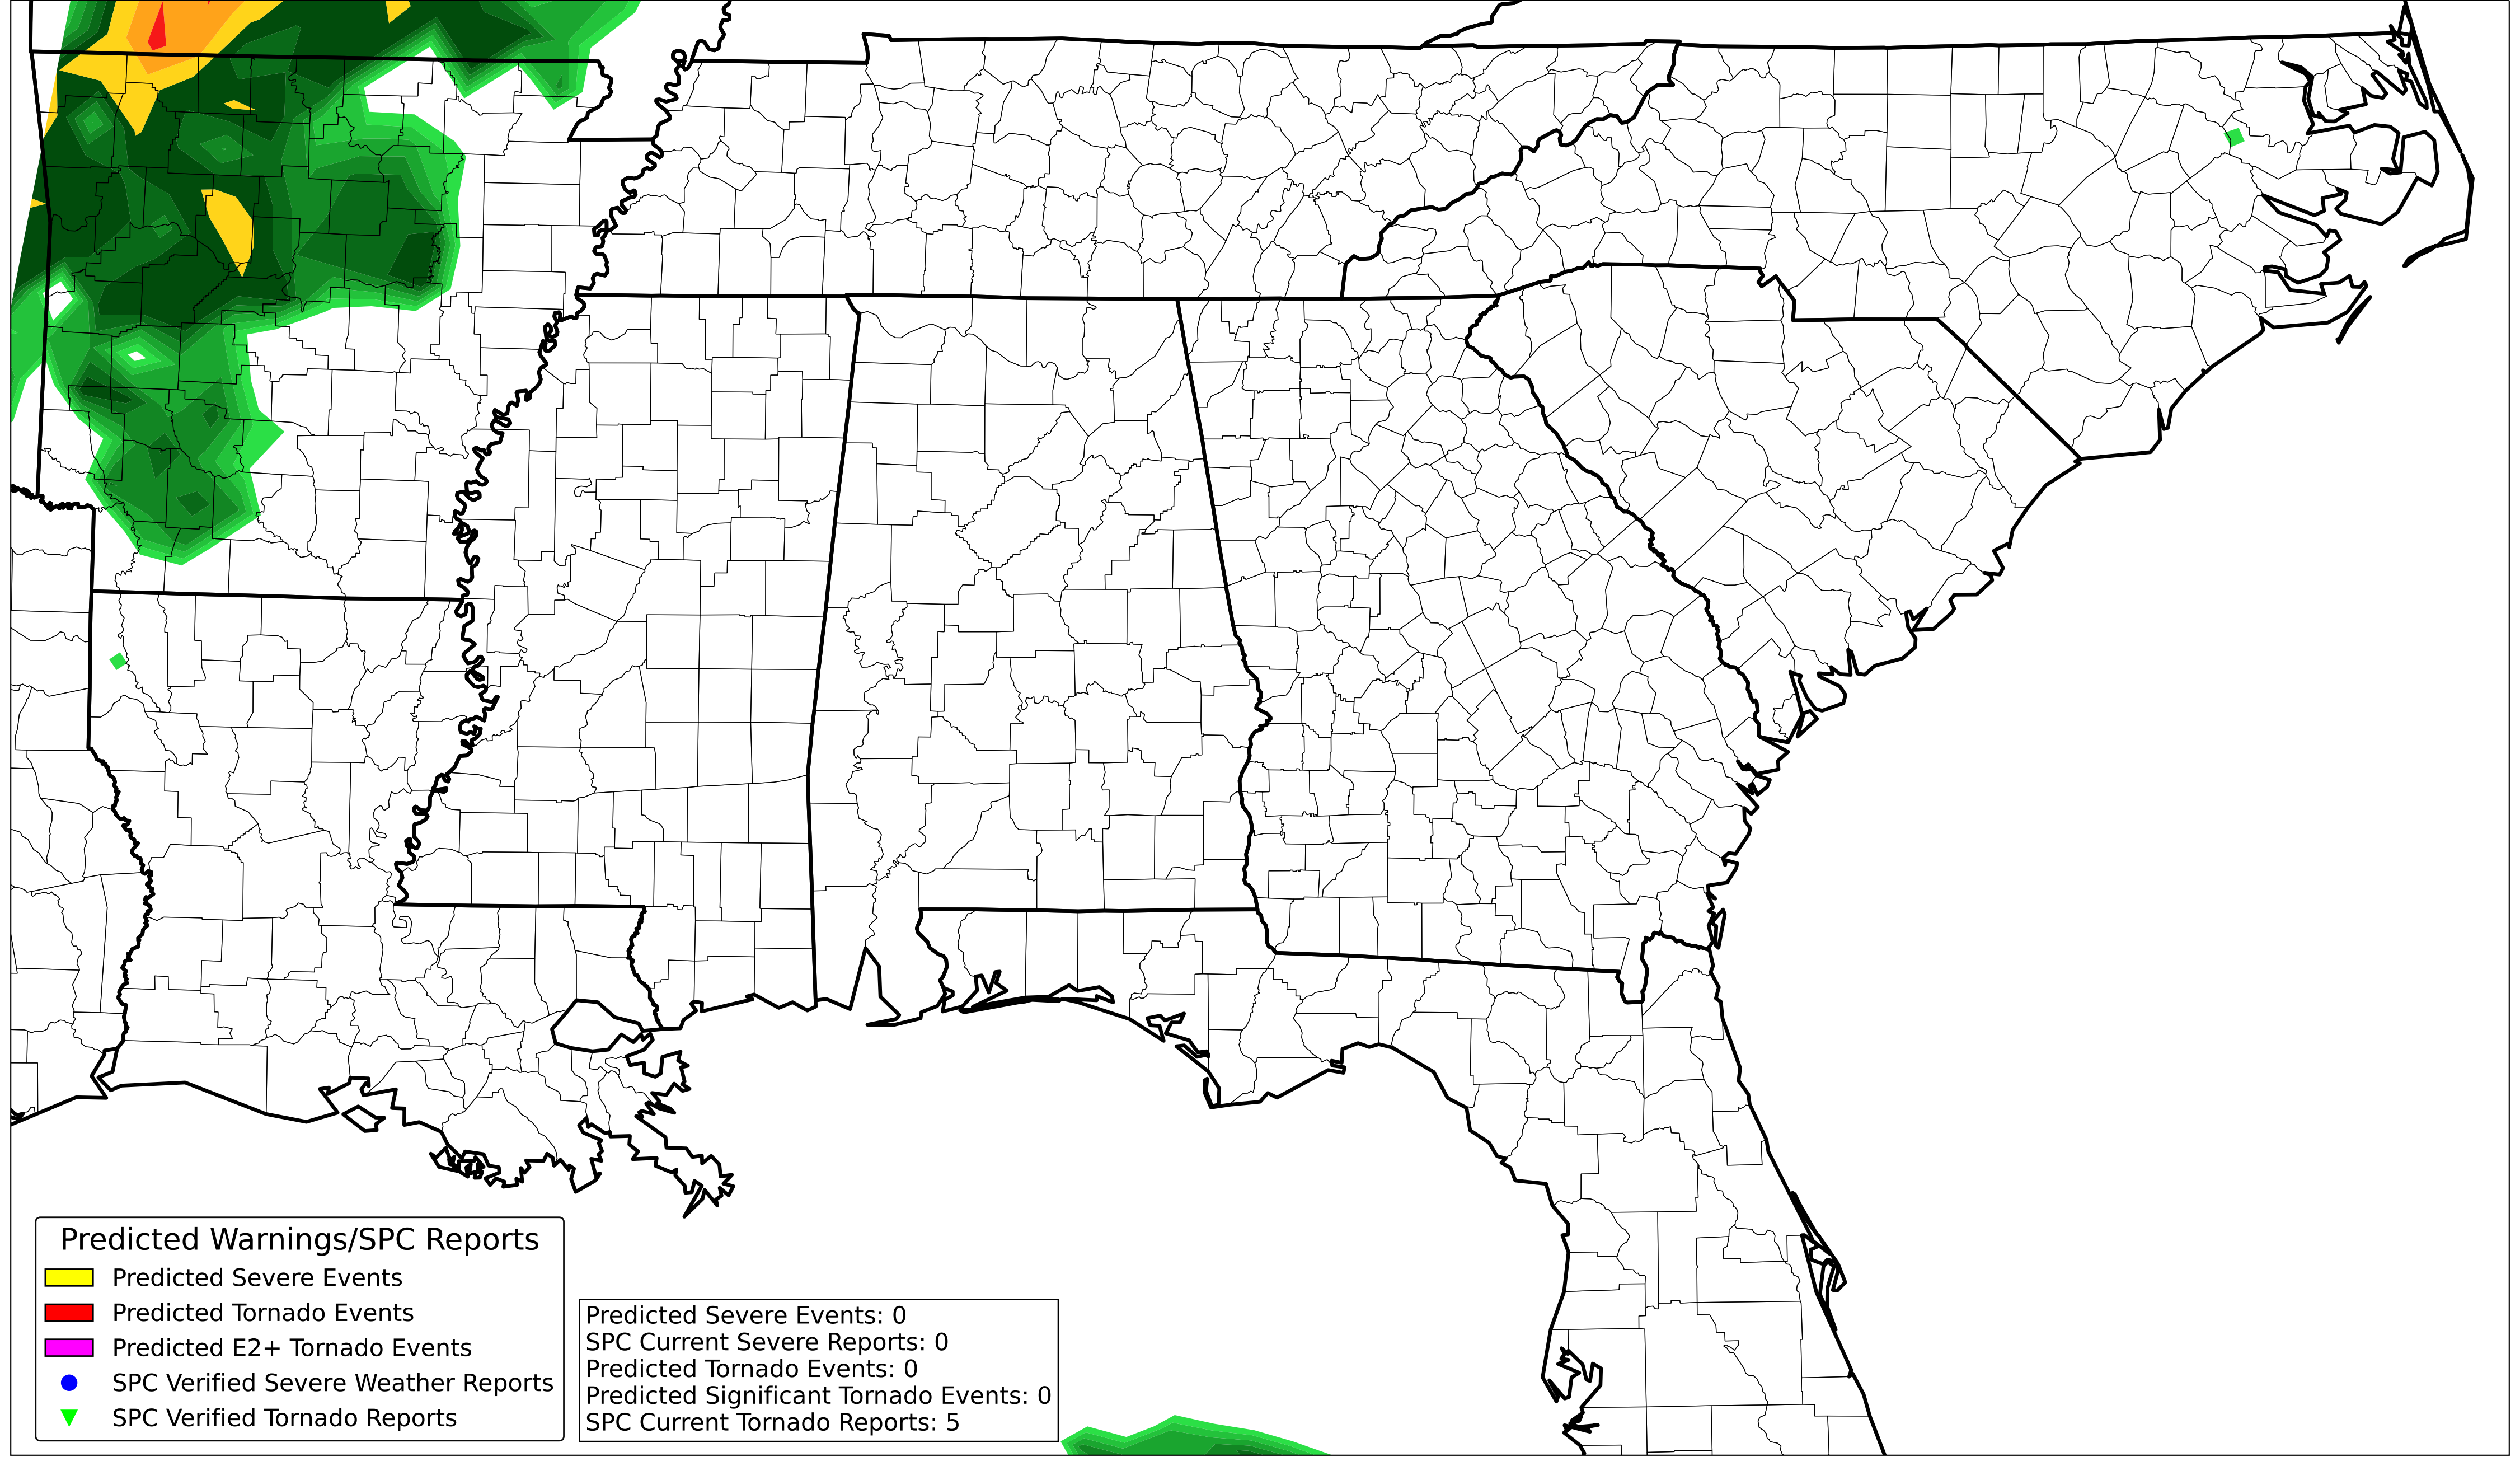 Predicted Warnings/SPC Reports
Predicted Severe Events
Predicted Tornado Events
Predicted E2+ Tornado Events
SPC Verified Severe Weather Reports
SPC Verified Tornado Reports
Predicted Severe Events: 0
SPC Current Severe Reports: 0
Predicted Tornado Events: 0
Predicted Significant Tornado Events: 0
SPC Current Tornado Reports: 5